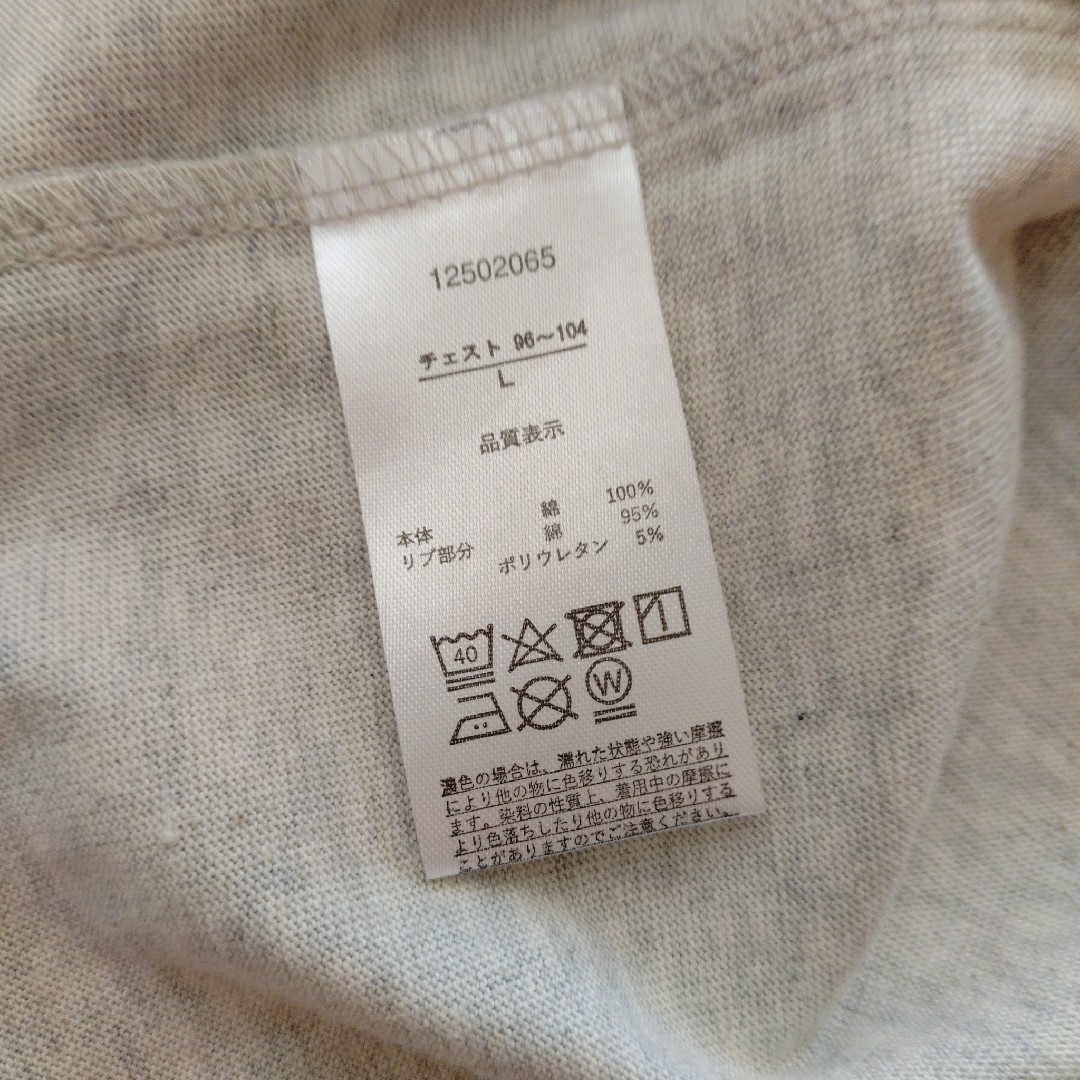 12502065
チェスト 96〜104
L
品質表示
本体 綿 100%
リブ部分 綿 95%
ポリウレタン 5%
40
W
濃色の場合は、濡れた状態や強い摩擦
により他の物に色移りする恐れがあり
ます。染料の性質上、着用中の摩擦に
より色落ちしたり他の物に色移りする
ことがありますのでご注意ください。